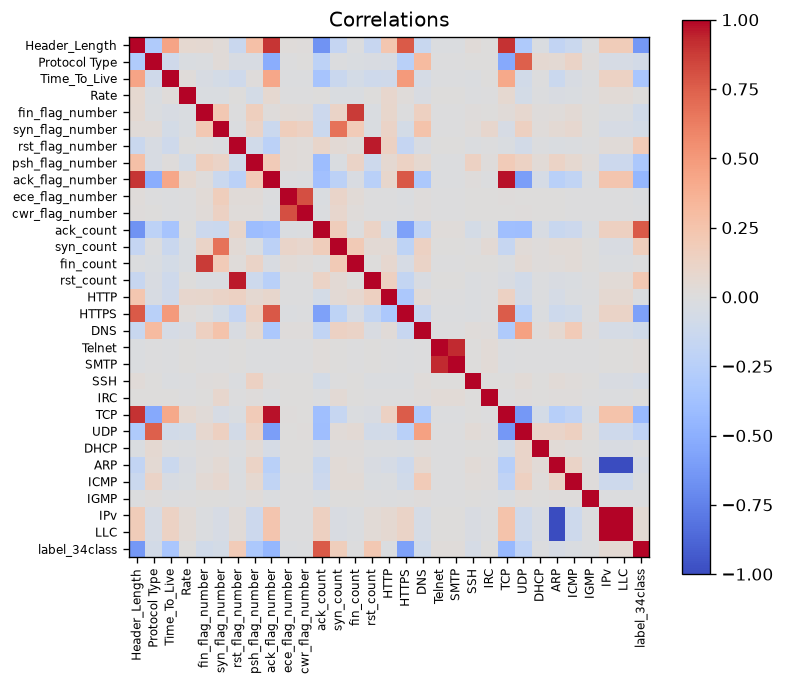 Correlations
Header_Length
Protocol Type
Time_To_Live
Rate
fin_flag_number
syn_flag_number
rst_flag_number
psh_flag_number
ack_flag_number
ece_flag_number
cwr_flag_number
ack_count
syn_count
fin_count
rst_count
HTTP
HTTPS
DNS
Telnet
SMTP
SSH
IRC
TCP
UDP
DHCP
ARP
ICMP
IGMP
IPv
LLC
label_34class
Header_Length
Protocol Type
Time_To_Live
Rate
fin_flag_number
syn_flag_number
rst_flag_number
psh_flag_number
ack_flag_number
ece_flag_number
cwr_flag_number
ack_count
syn_count
fin_count
rst_count
HTTP
HTTPS
DNS
Telnet
SMTP
SSH
IRC
TCP
UDP
DHCP
ARP
ICMP
IGMP
IPv
LLC
label_34class
1.00
0.75
0.50
0.25
0.00
−0.25
−0.50
−0.75
−1.00